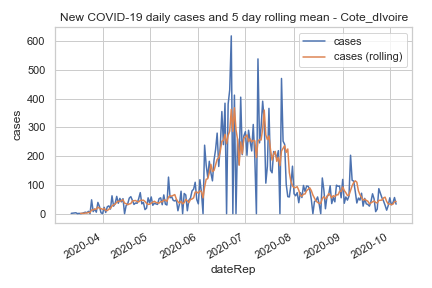 New COVID-19 daily cases and 5 day rolling mean - Cote_dIvoire
cases
cases (rolling)
600
500
400
300
200
100
0
cases
2020-04
2020-05
2020-06
2020-07
2020-08
2020-09
2020-10
dateRep